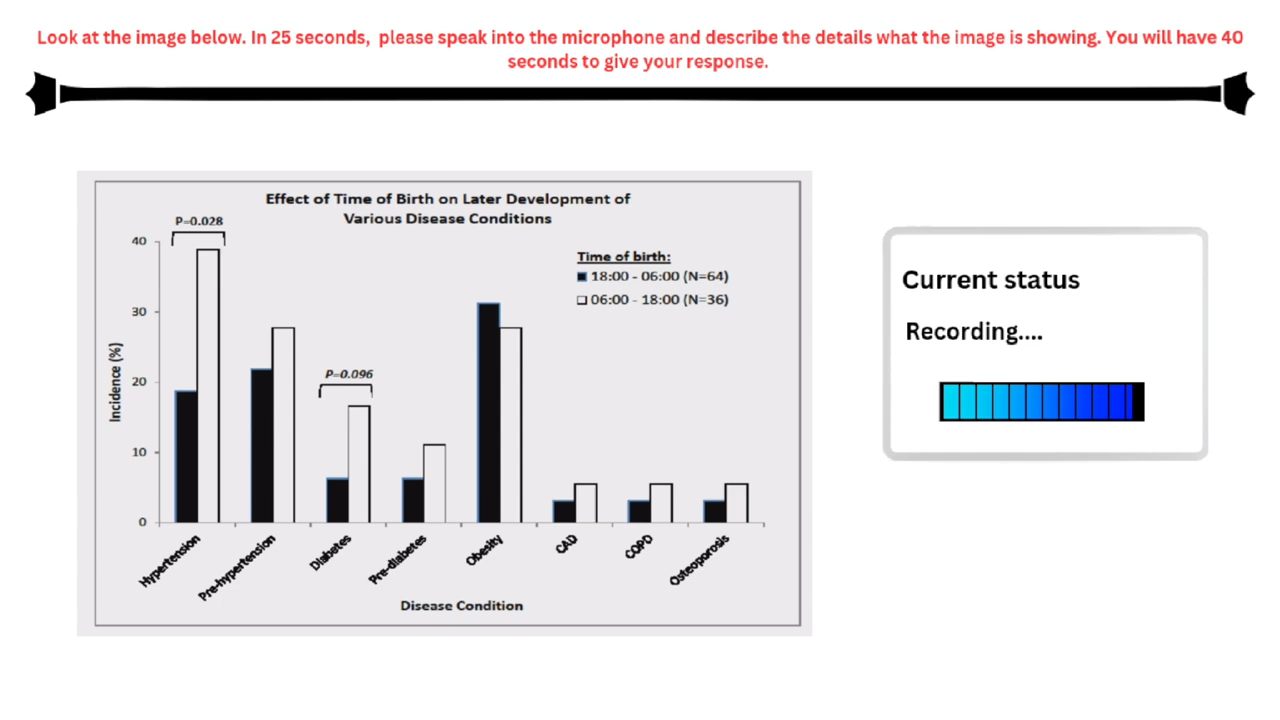 Look at the image below. In 25 seconds, please speak into the microphone and describe the details what the image is showing. You will have 40
seconds to give your response.
Effect of Time of Birth on Later Development of
Various Disease Conditions
P=0.028
40
30
20
10
0
Incidence (%)
Time of birth:
18:00 - 06:00 (N=64)
06:00 - 18:00 (N=36)
P=0.096
Hypertension
Pre-hypertension
Diabetes
Pre-diabetes
Obesity
CAD
COPD
Osteoporosis
Disease Condition
Current status
Recording....